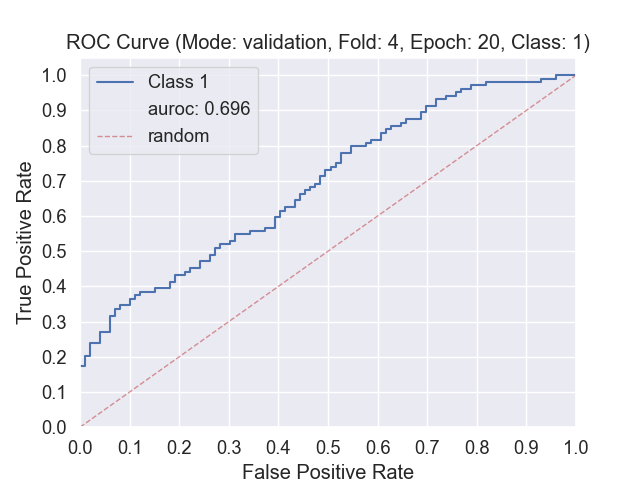 ROC Curve (Mode: validation, Fold: 4, Epoch: 20, Class: 1)
Class 1
auroc: 0.696
random
True Positive Rate
1.0
0.9
0.8
0.7
0.6
0.5
0.4
0.3
0.2
0.1
0.0
0.0 0.1 0.2 0.3 0.4 0.5 0.6 0.7 0.8 0.9 1.0
False Positive Rate